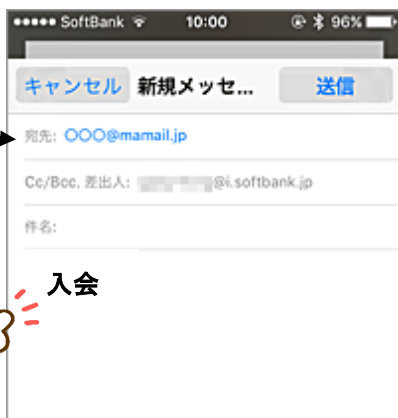 SoftBank 10:00 96%
キャンセル 新規メッセ... 送信
宛先: 〇〇〇@mamail.jp
Cc/Bcc, 差出人: @i.softbank.jp
件名:
入会